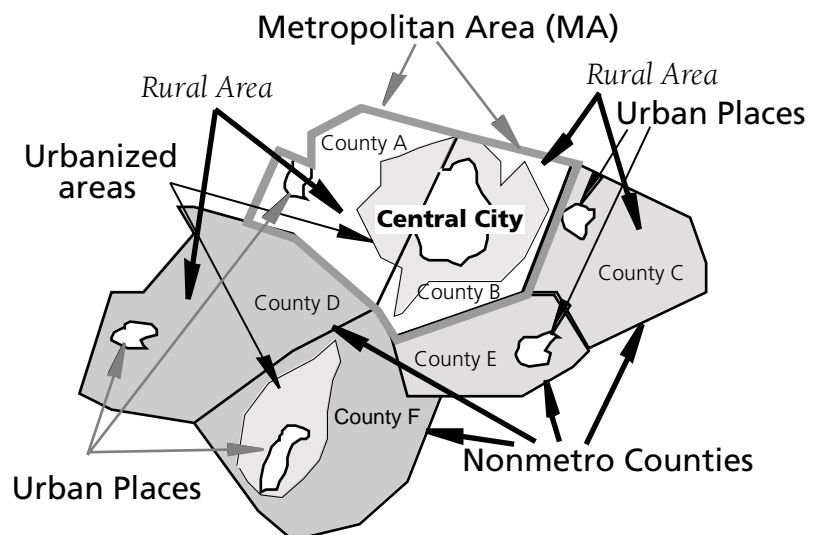 Metropolitan Area (MA)
Rural Area
Rural Area
Urban Places
County A
Urbanized
areas
Central City
County C
County B
County D
County E
County F
Nonmetro Counties
Urban Places